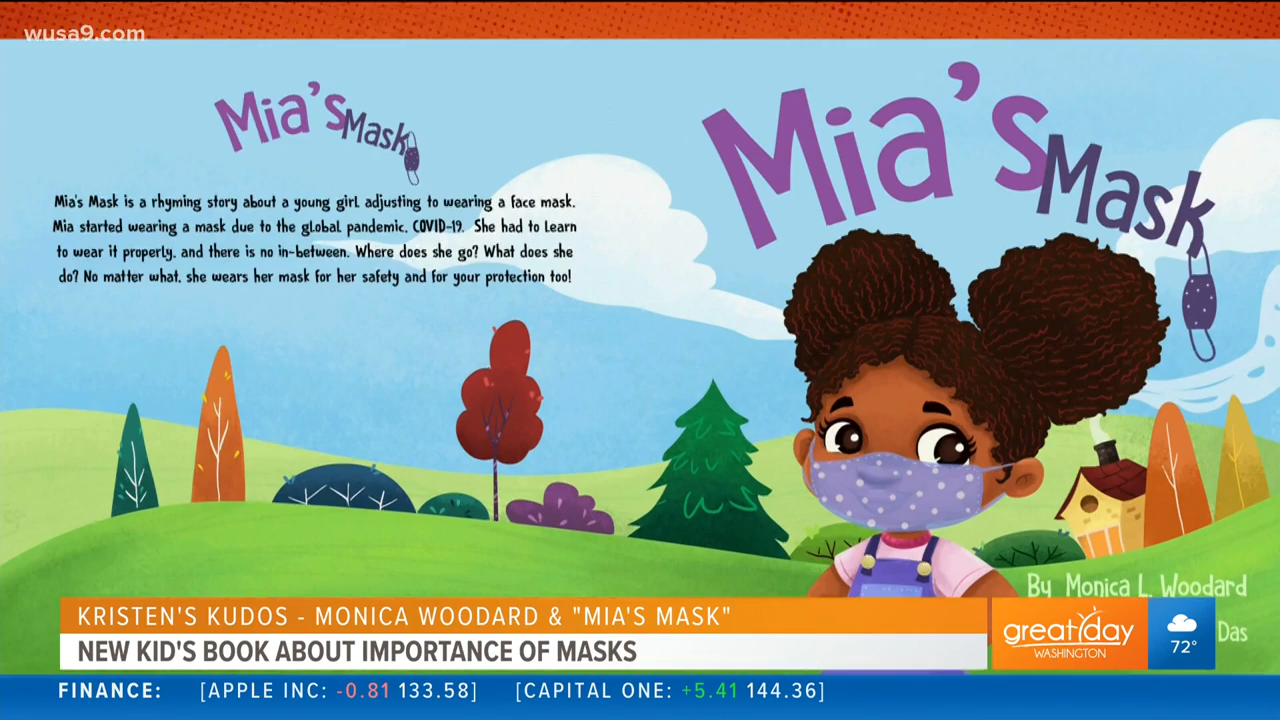 wusa9.com
Mia's Mask
Mia's Mask is a rhyming story about a young girl adjusting to wearing a face mask.
Mia started wearing a mask due to the global pandemic, COVID-19. She had to learn
to wear it properly, and there is no in-between. Where does she go? What does she
do? No matter what, she wears her mask for her safety and for your protection too!
Mia's
Mask
By Monica L. Woodard
Das
KRISTEN'S KUDOS - MONICA WOODARD & "MIA'S MASK"
NEW KID'S BOOK ABOUT IMPORTANCE OF MASKS
great day
WASHINGTON
72°
FINANCE: [APPLE INC: -0.81 133.58] [CAPITAL ONE: +5.41 144.36]